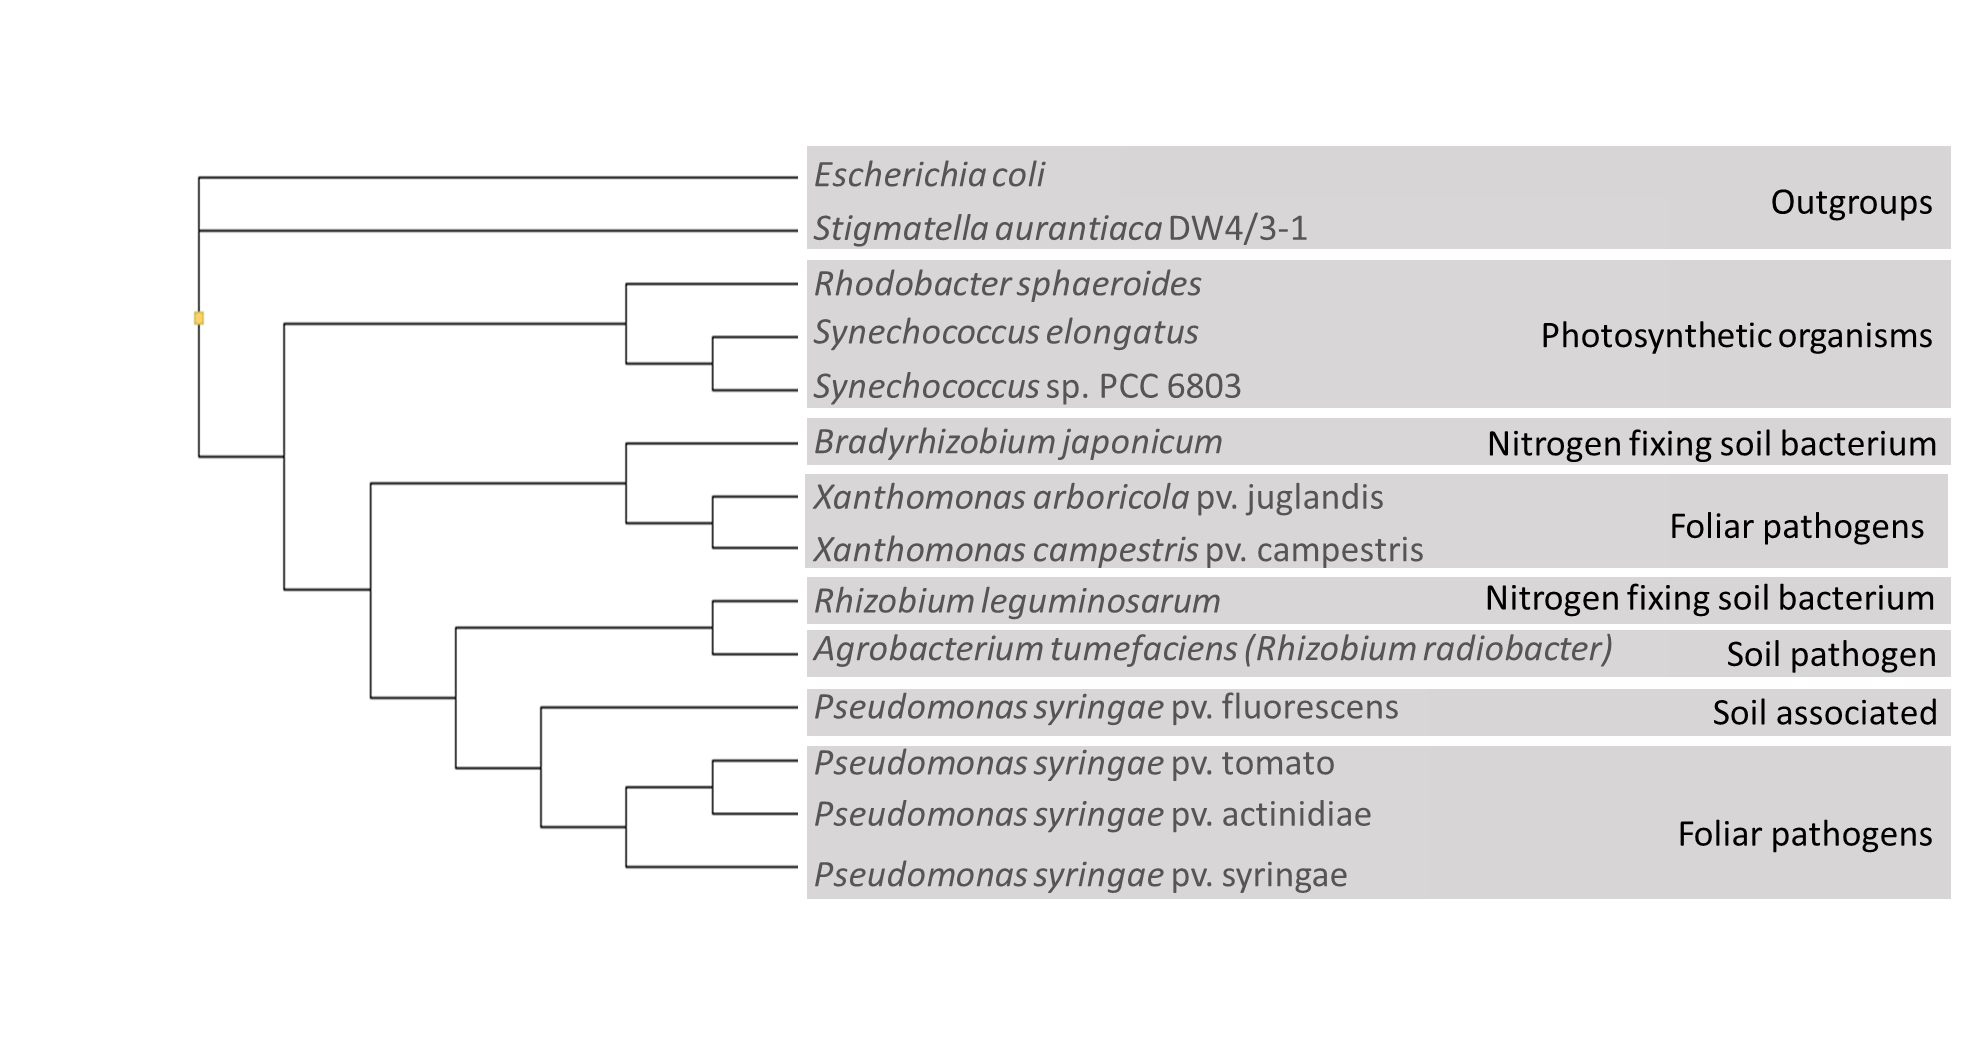 Escherichia coli
Outgroups
Stigmatella aurantiaca DW4/3-1
Rhodobacter sphaeroides
Synechococcus elongatus
Photosynthetic organisms
Synechococcus sp. PCC 6803
Bradyrhizobium japonicum
Nitrogen fixing soil bacterium
Xanthomonas arboricola pv. juglandis
Foliar pathogens
Xanthomonas campestris pv. campestris
Rhizobium leguminosarum
Nitrogen fixing soil bacterium
Agrobacterium tumefaciens (Rhizobium radiobacter)
Soil pathogen
Pseudomonas syringae pv. fluorescens
Soil associated
Pseudomonas syringae pv. tomato
Pseudomonas syringae pv. actinidiae
Foliar pathogens
Pseudomonas syringae pv. syringae